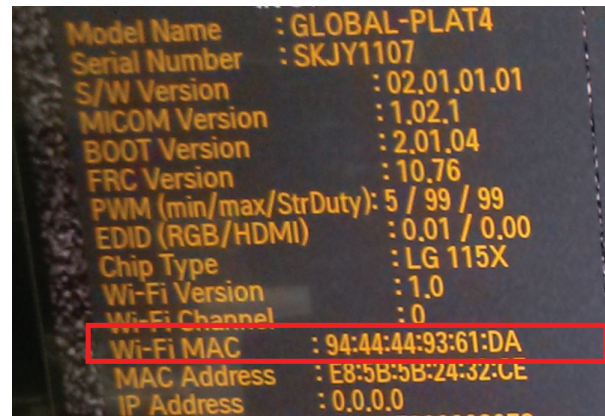 Model Name : GLOBAL-PLAT4
Serial Number : SKJY1107
S/W Version : 02.01.01.01
MICOM Version : 1.02.1
BOOT Version : 2.01.04
FRC Version : 10.76
PWM (min/max/StrDuty): 5 / 99 / 99
EDID (RGB/HDMI) : 0.01 / 0.00
Chip Type : LG 115X
Wi-Fi Version : 1.0
Wi-Fi Channel : 0
Wi-Fi MAC : 94:44:44:93:61:DA
MAC Address : E8:5B:5B:24:32:CE
IP Address : 0.0.0.0